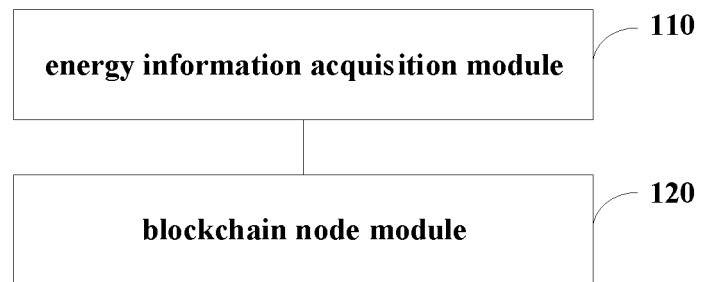 110
energy information acquisition module
120
blockchain node module